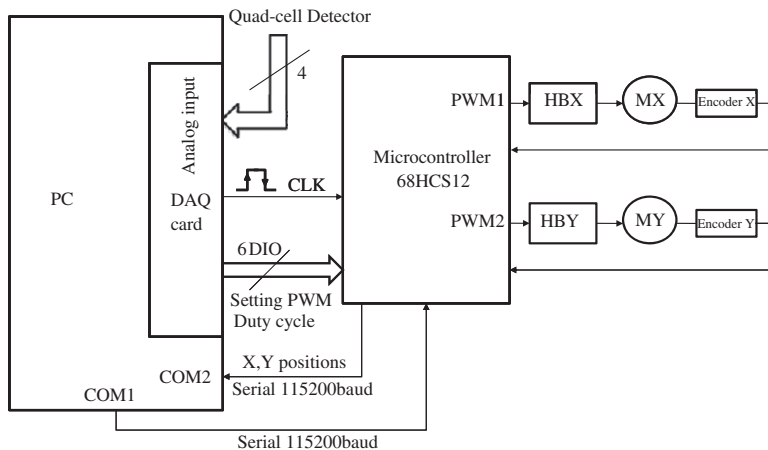 Quad-cell Detector
4
Analog input
PWM1
HBX
MX
Encoder X
Microcontroller
68HCS12
PC
DAQ
card
CLK
PWM2
HBY
MY
Encoder Y
6DIO
Setting PWM
Duty cycle
X,Y positions
COM2
Serial 115200baud
COM1
Serial 115200baud